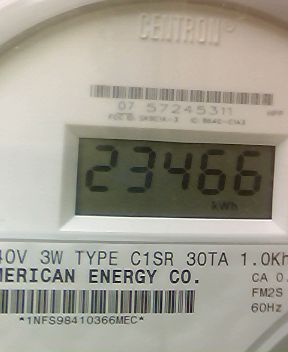 CENTRON
07 57245311
23466
kWh
40V 3W TYPE C1SR 30TA 1.0Kh
MERICAN ENERGY CO.
CA 0.
FM2S
60Hz
*1NFS98410366MEC*